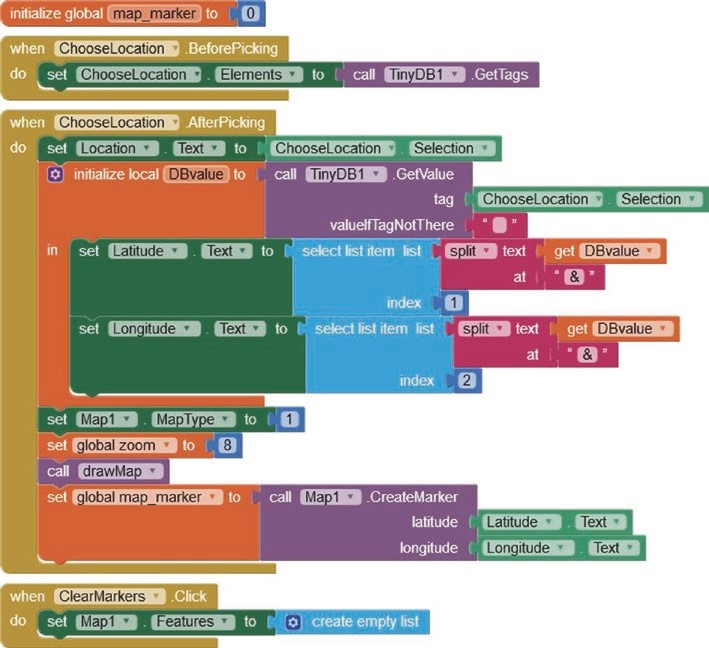 initialize global map_marker to 0
when ChooseLocation .BeforePicking
do set ChooseLocation . Elements to call TinyDB1 .GetTags
when ChooseLocation .AfterPicking
do set Location . Text to ChooseLocation . Selection
initialize local DBvalue to call TinyDB1 .GetValue
tag ChooseLocation . Selection
valueIfTagNotThere " "
in set Latitude . Text to select list item list split text get DBvalue
at " & "
index 1
set Longitude . Text to select list item list split text get DBvalue
at " & "
index 2
set Map1 . MapType to 1
set global zoom to 8
call drawMap
set global map_marker to call Map1 .CreateMarker
latitude Latitude . Text
longitude Longitude . Text
when ClearMarkers .Click
do set Map1 . Features to create empty list